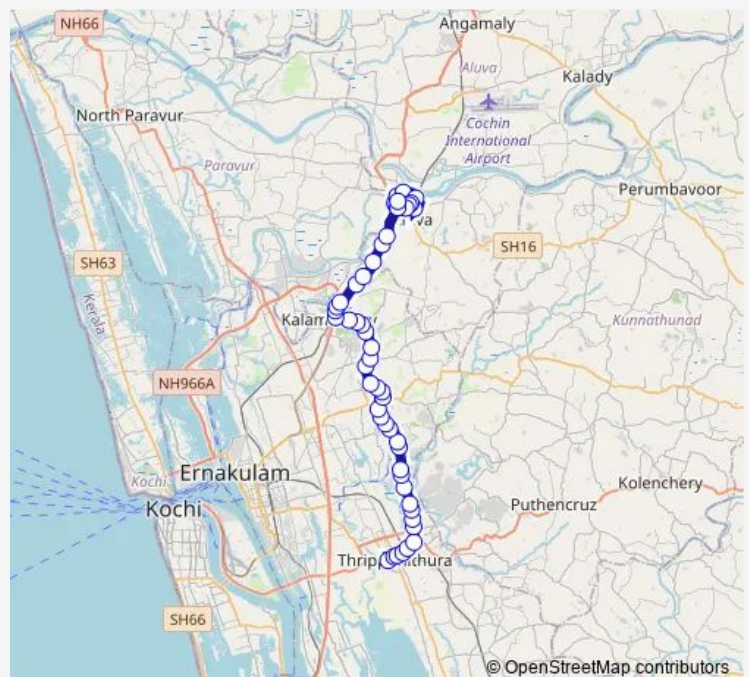 NH66
Angamaly
Aluva
Kalady
North Paravur
Cochin
International
Airport
Paravur
Perumbavoor
SH16
SH63
Kerala
Kunnathunad
NH966A
Ernakulam
Kochi
Kochi
Kolenchery
Puthencruz
SH66
© OpenStreetMap contributors